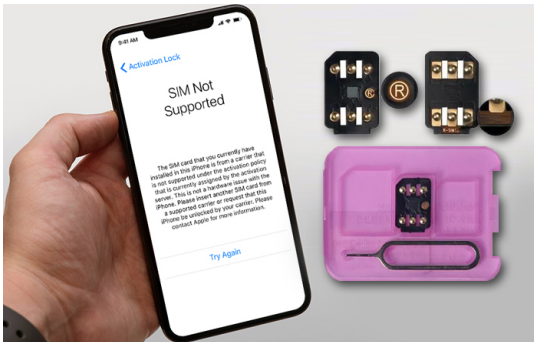 9:41 AM
Activation Lock
SIM Not
Supported
The SIM card that you currently have
installed in this iPhone is from a carrier that
is not supported under the activation policy
that is currently assigned by the activation
server. This is not a hardware issue with the
iPhone. Please insert another SIM card from
a supported carrier or request that this
iPhone be unlocked by your carrier. Please
contact Apple for more information.
Try Again
R
R